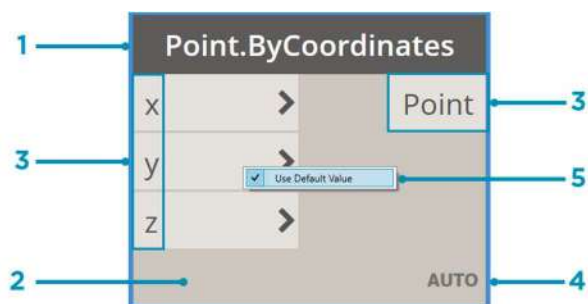 1 Point.ByCoordinates
x Point 3
3 y
Use Default Value 5
z
2 AUTO 4